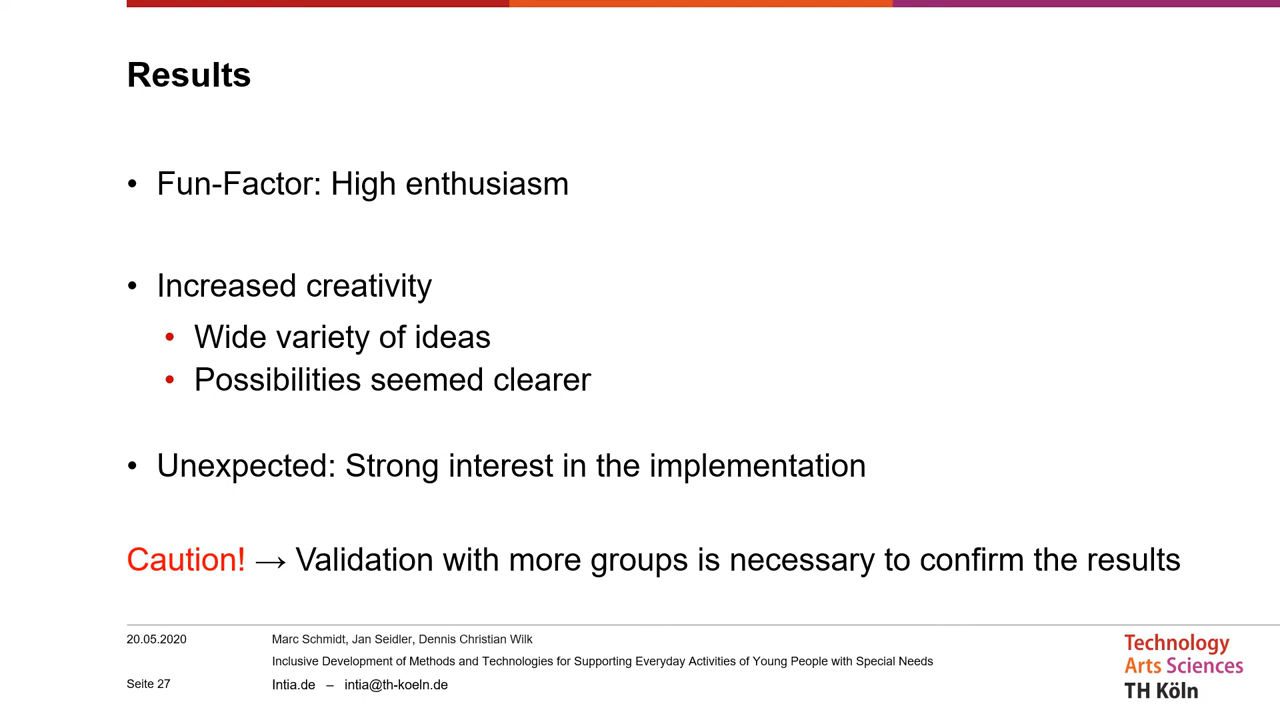 Results
• Fun-Factor: High enthusiasm
• Increased creativity
• Wide variety of ideas
• Possibilities seemed clearer
• Unexpected: Strong interest in the implementation
Caution! → Validation with more groups is necessary to confirm the results
20.05.2020
Marc Schmidt, Jan Seidler, Dennis Christian Wilk
Inclusive Development of Methods and Technologies for Supporting Everyday Activities of Young People with Special Needs
Seite 27
Intia.de – intia@th-koeln.de
Technology
Arts Sciences
TH Köln